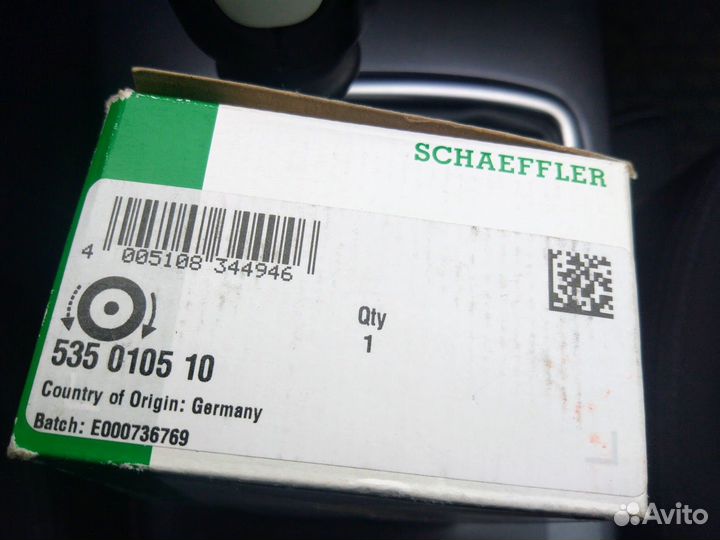 SCHAEFFLER
4 005108 344946
Qty
1
535 0105 10
Country of Origin: Germany
Batch: E000736769
Avito